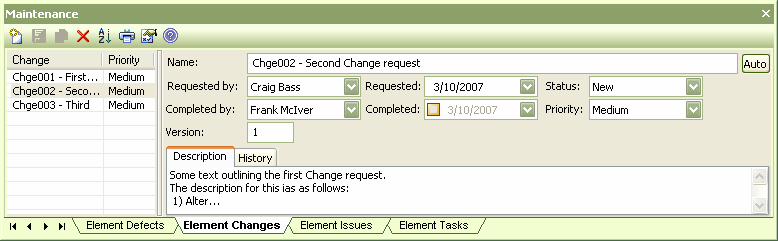 Maintenance
Change Priority
Chge001 - First... Medium
Chge002 - Seco... Medium
Chge003 - Third Medium
Name: Chge002 - Second Change request Auto
Requested by: Craig Bass Requested: 3/10/2007 Status: New
Completed by: Frank McIver Completed: 3/10/2007 Priority: Medium
Version: 1
Description History
Some text outlining the first Change request.
The description for this ias as follows:
1) Alter...
Element Defects Element Changes Element Issues Element Tasks